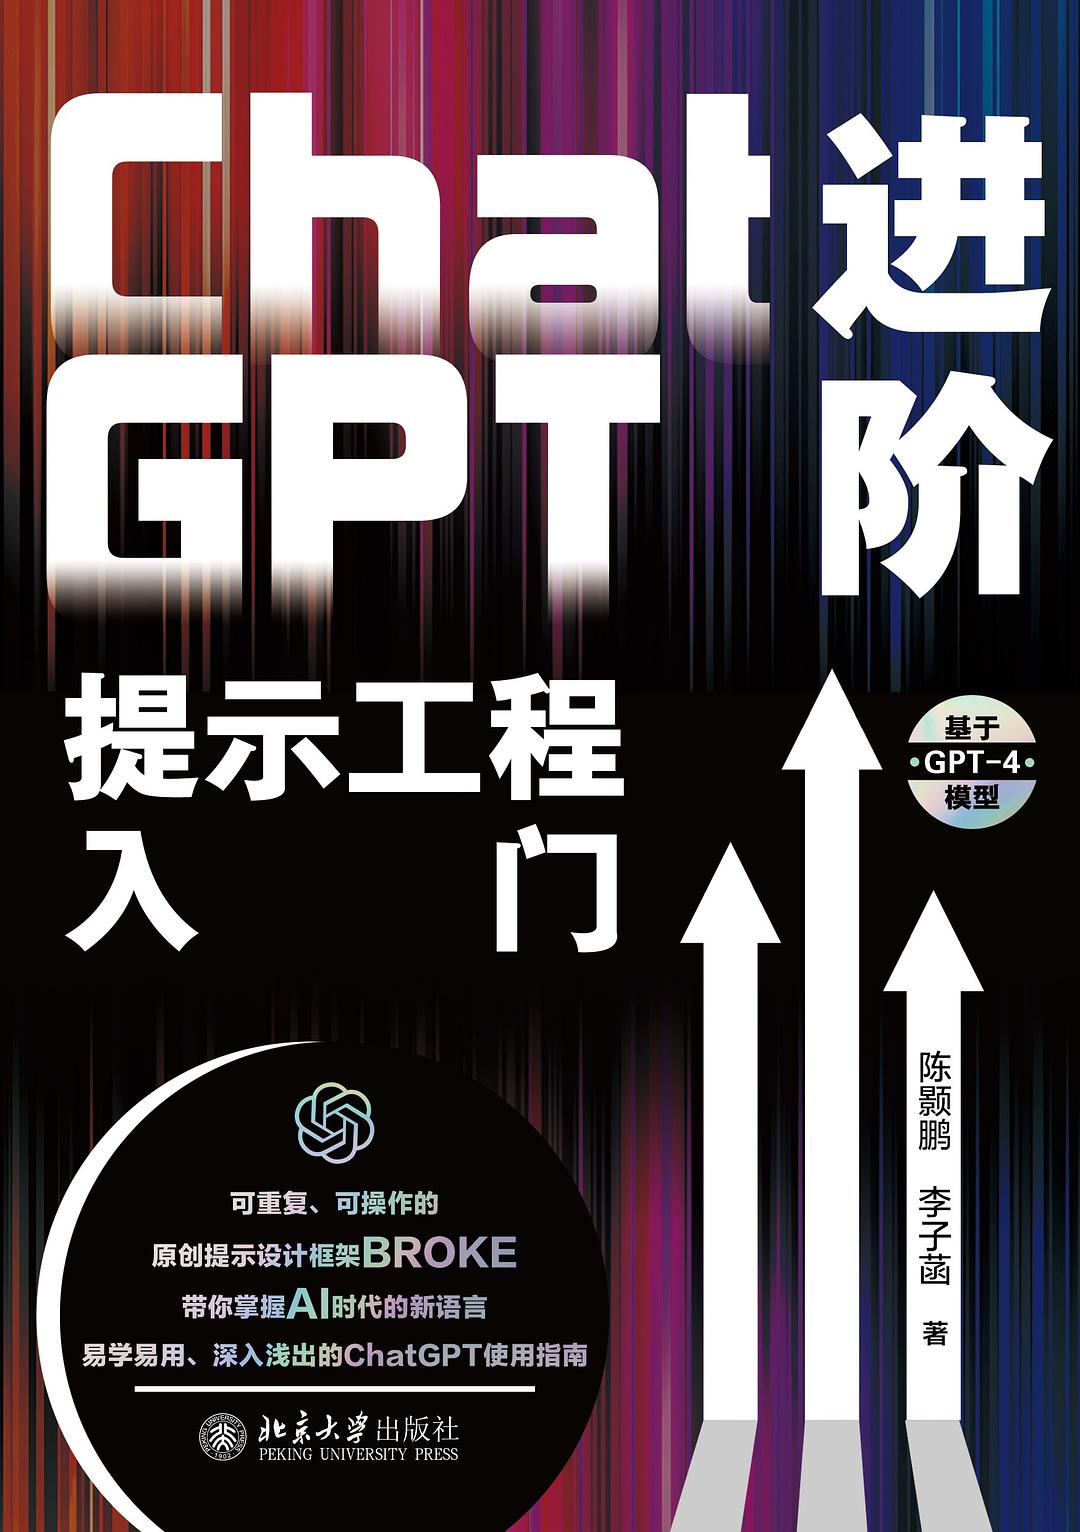 Chat
GPT
进阶
提示工程
入门
基于
·GPT-4·
模型
陈颢鹏 李子菡 著
可重复、可操作的
原创提示设计框架BROKE
带你掌握AI时代的新语言
易学易用、深入浅出的ChatGPT使用指南
北京大学出版社
PEKING UNIVERSITY PRESS
PEKING UNIVERSITY PRESS
1902